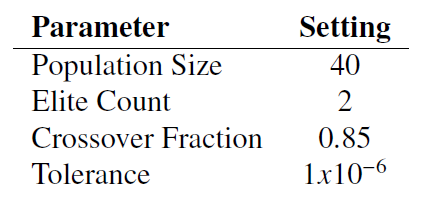 Parameter Setting
Population Size 40
Elite Count 2
Crossover Fraction 0.85
Tolerance 1x10⁻⁶